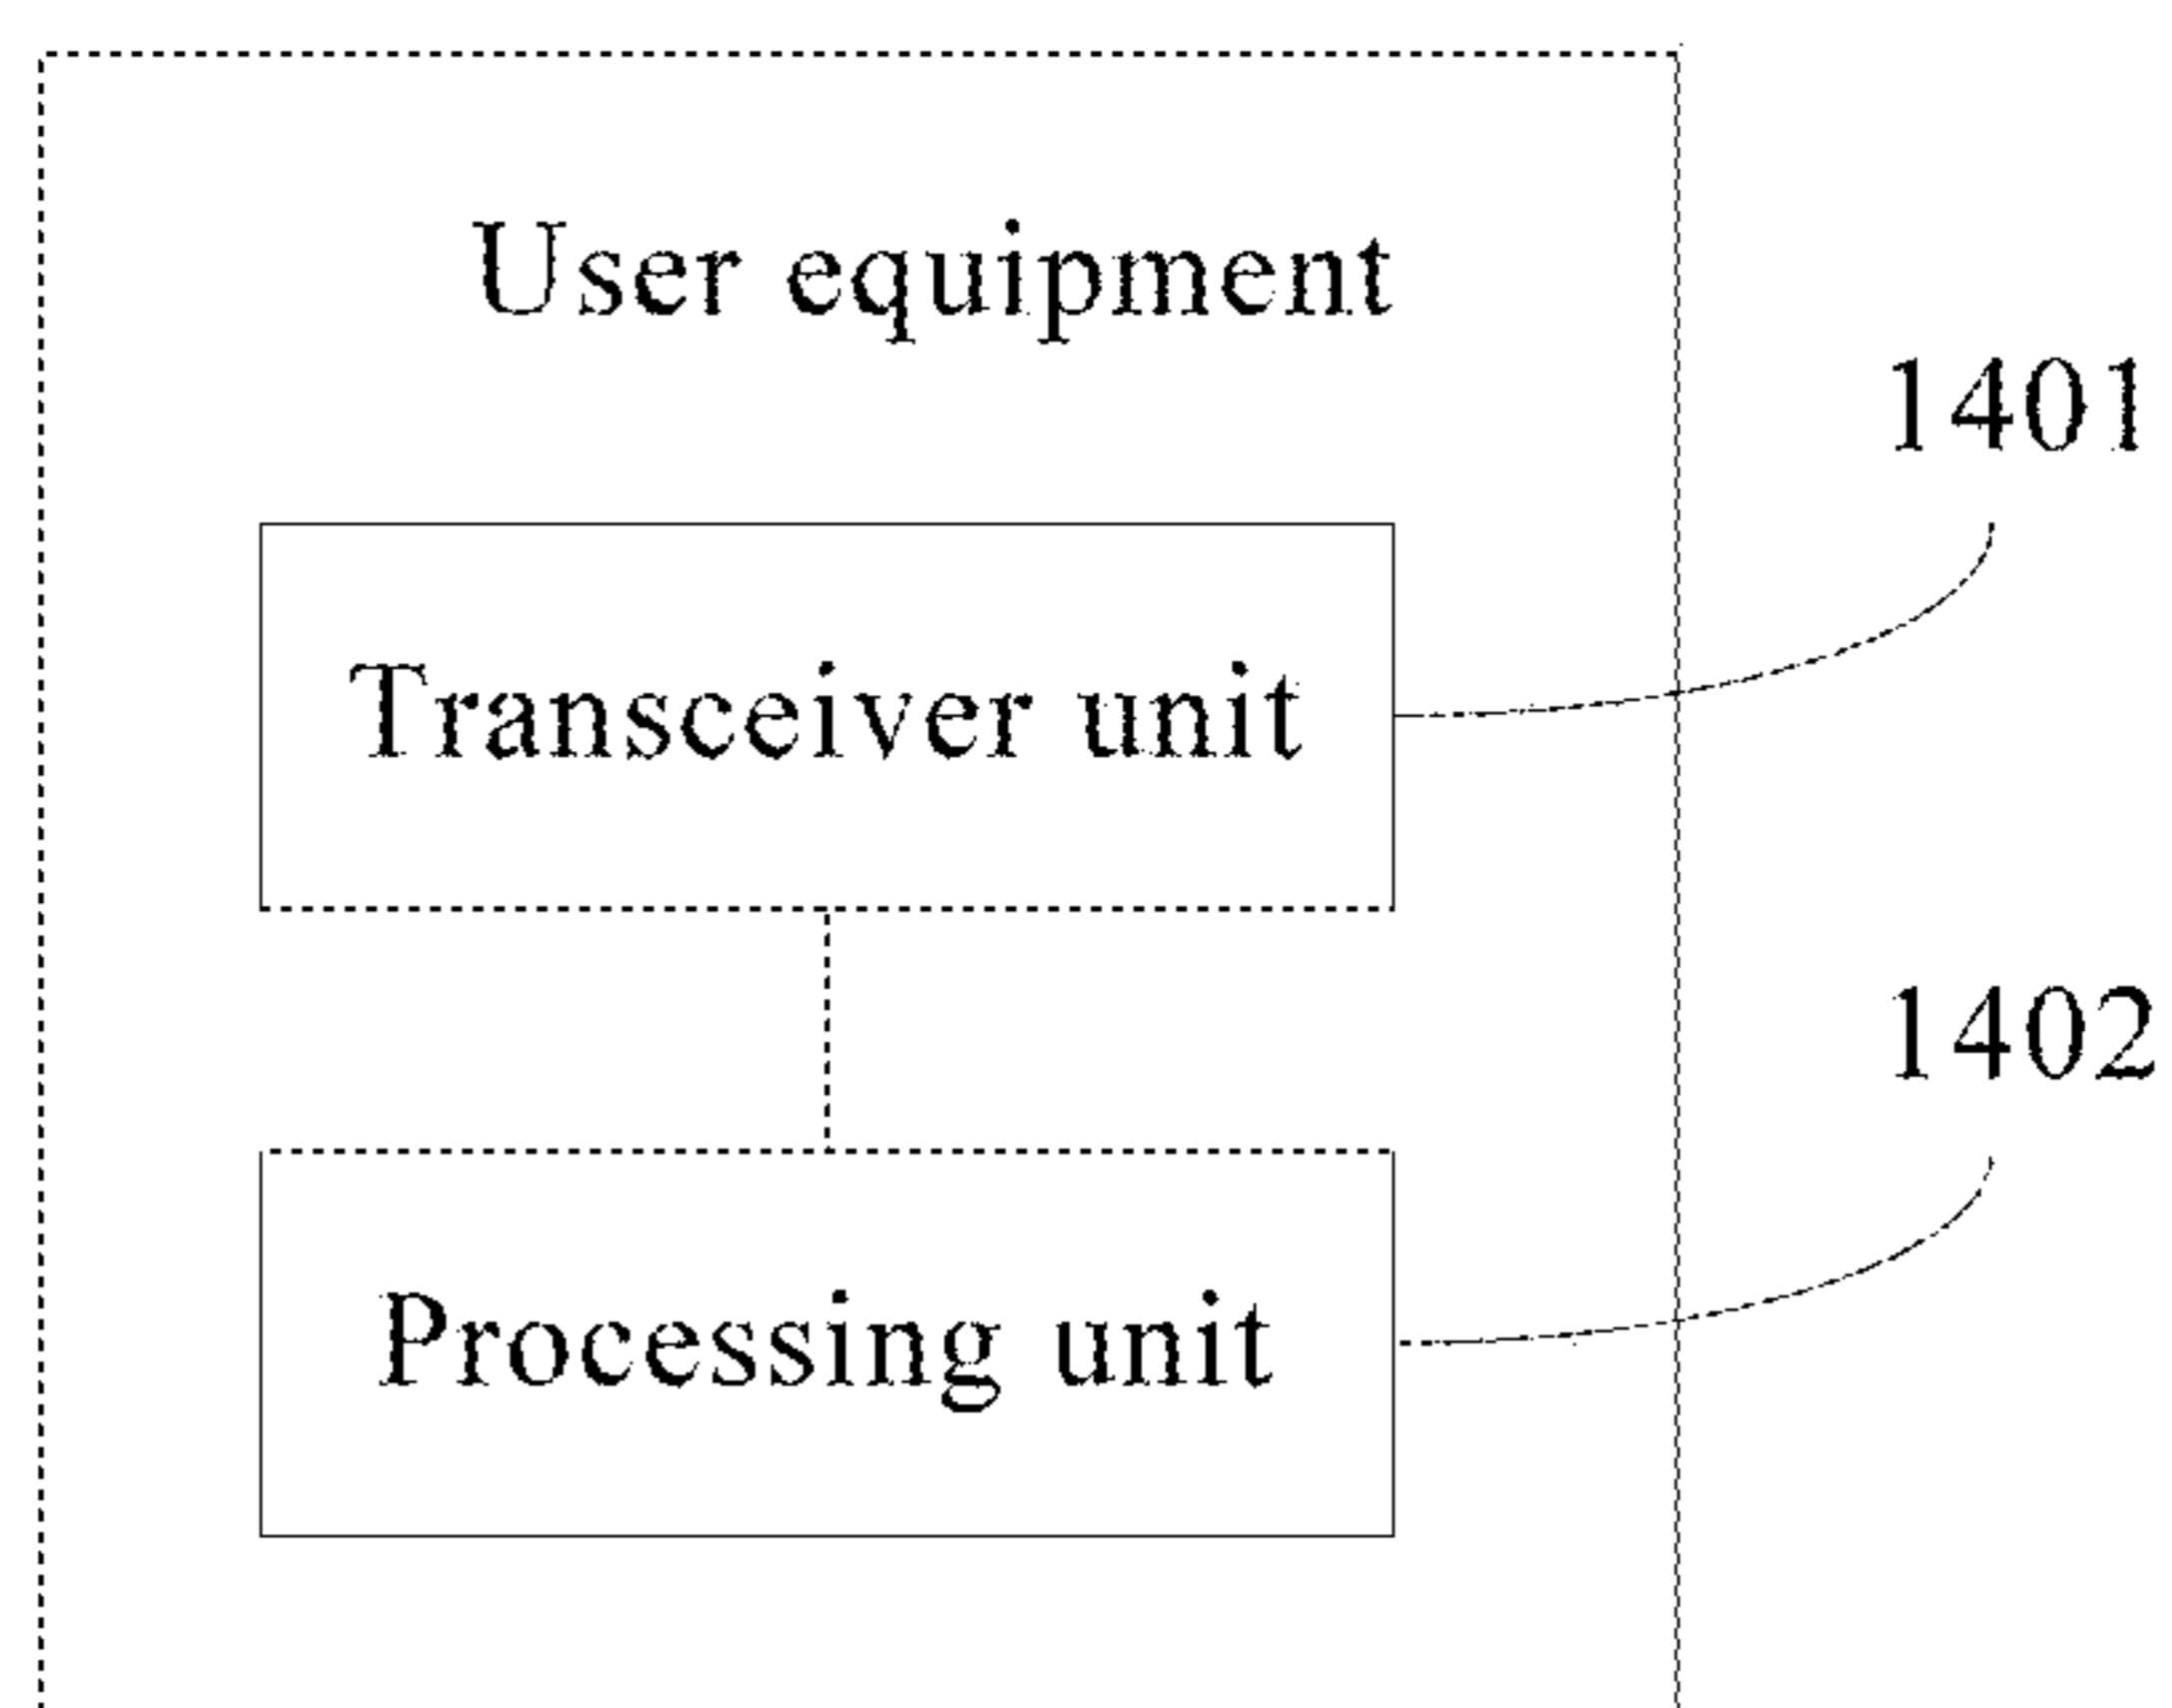 User equipment
1401
Transceiver unit
1402
Processing unit